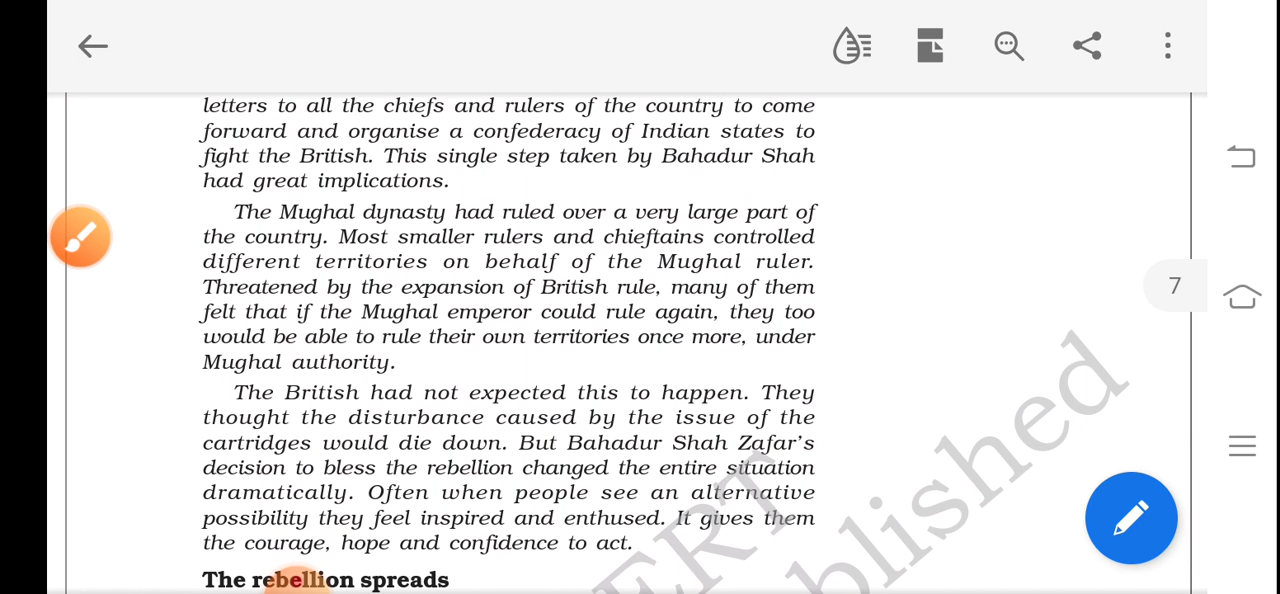 letters to all the chiefs and rulers of the country to come
forward and organise a confederacy of Indian states to
fight the British. This single step taken by Bahadur Shah
had great implications.
The Mughal dynasty had ruled over a very large part of
the country. Most smaller rulers and chieftains controlled
different territories on behalf of the Mughal ruler.
Threatened by the expansion of British rule, many of them
felt that if the Mughal emperor could rule again, they too
would be able to rule their own territories once more, under
Mughal authority.
7
The British had not expected this to happen. They
thought the disturbance caused by the issue of the
cartridges would die down. But Bahadur Shah Zafar's
decision to bless the rebellion changed the entire situation
dramatically. Often when people see an alternative
possibility they feel inspired and enthused. It gives them
the courage, hope and confidence to act.
The rebellion spreads
ERT
blished